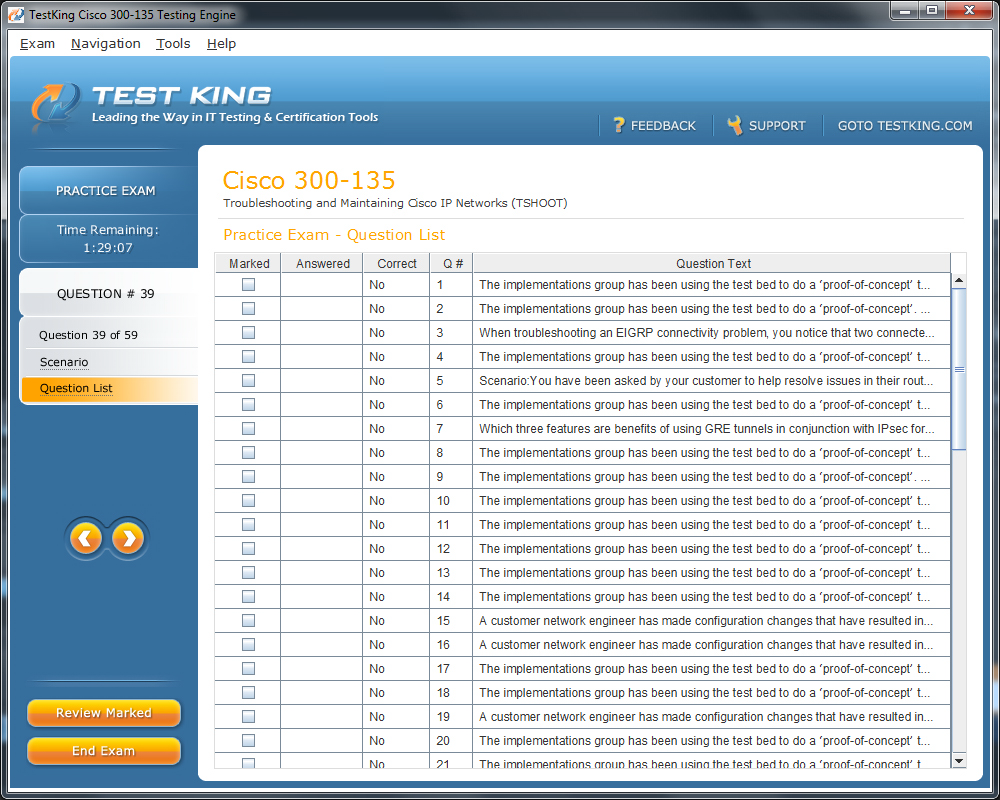 TestKing Cisco 300-135 Testing Engine
Exam Navigation Tools Help
TEST KING
Leading the Way in IT Testing & Certification Tools
? FEEDBACK SUPPORT GOTO TESTKING.COM
PRACTICE EXAM
Time Remaining:
1:29:07
QUESTION # 39
Question 39 of 59
Scenario
Question List
Review Marked
End Exam
Cisco 300-135
Troubleshooting and Maintaining Cisco IP Networks (TSHOOT)
Practice Exam - Question List
Marked Answered Correct Q # Question Text
No 1 The implementations group has been using the test bed to do a ‘proof-of-concept’ t...
No 2 The implementations group has been using the test bed to do a ‘proof-of-concept’. ...
No 3 When troubleshooting an EIGRP connectivity problem, you notice that two connecte...
No 4 The implementations group has been using the test bed to do a ‘proof-of-concept’ t...
No 5 Scenario:You have been asked by your customer to help resolve issues in their rout...
No 6 The implementations group has been using the test bed to do a ‘proof-of-concept’ t...
No 7 Which three features are benefits of using GRE tunnels in conjunction with IPsec for...
No 8 The implementations group has been using the test bed to do a ‘proof-of-concept’ t...
No 9 The implementations group has been using the test bed to do a ‘proof-of-concept’. ...
No 10 The implementations group has been using the test bed to do a ‘proof-of-concept’ t...
No 11 The implementations group has been using the test bed to do a ‘proof-of-concept’ t...
No 12 The implementations group has been using the test bed to do a ‘proof-of-concept’ t...
No 13 The implementations group has been using the test bed to do a ‘proof-of-concept’ t...
No 14 The implementations group has been using the test bed to do a ‘proof-of-concept’ t...
No 15 A customer network engineer has made configuration changes that have resulted in...
No 16 A customer network engineer has made configuration changes that have resulted in...
No 17 The implementations group has been using the test bed to do a ‘proof-of-concept’ t...
No 18 The implementations group has been using the test bed to do a ‘proof-of-concept’ t...
No 19 A customer network engineer has made configuration changes that have resulted in...
No 20 The implementations group has been using the test bed to do a ‘proof-of-concept’ t...
No 21 The implementations group has been using the test bed to do a ‘proof-of-concept’ t...